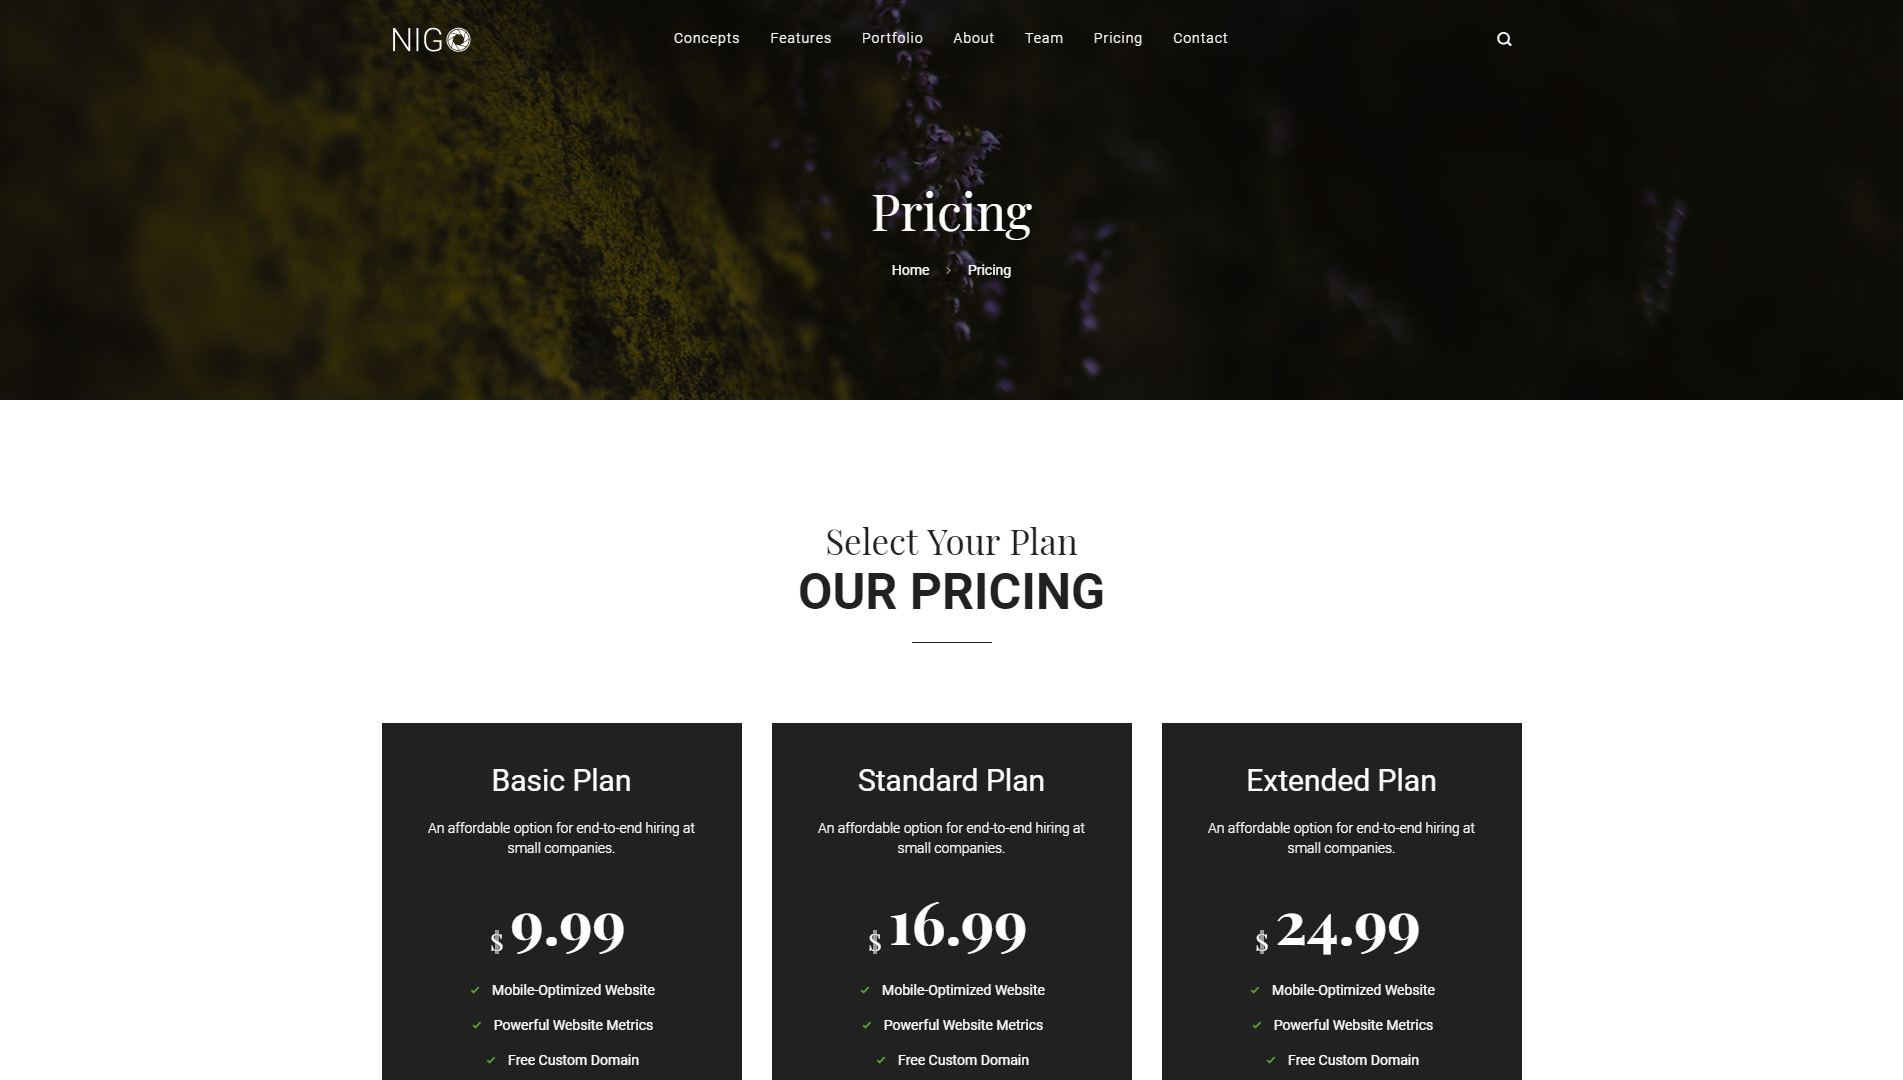 NIGO
Concepts Features Portfolio About Team Pricing Contact
Pricing
Home Pricing
Select Your Plan
OUR PRICING
Basic Plan
An affordable option for end-to-end hiring at
small companies.
$ 9.99
Mobile-Optimized Website
Powerful Website Metrics
Free Custom Domain
Standard Plan
An affordable option for end-to-end hiring at
small companies.
$ 16.99
Mobile-Optimized Website
Powerful Website Metrics
Free Custom Domain
Extended Plan
An affordable option for end-to-end hiring at
small companies.
$ 24.99
Mobile-Optimized Website
Powerful Website Metrics
Free Custom Domain